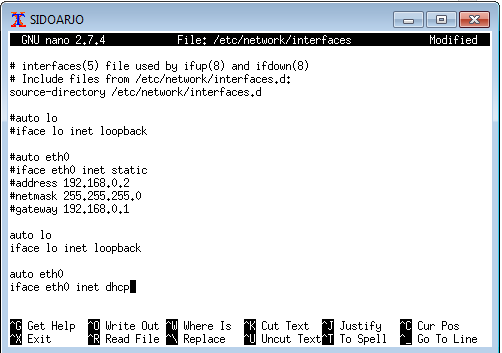 SIDOARJO
GNU nano 2.7.4 File: /etc/network/interfaces Modified
# interfaces(5) file used by ifup(8) and ifdown(8)
# Include files from /etc/network/interfaces.d:
source-directory /etc/network/interfaces.d
#auto lo
#iface lo inet loopback
#auto eth0
#iface eth0 inet static
#address 192.168.0.2
#netmask 255.255.255.0
#gateway 192.168.0.1
auto lo
iface lo inet loopback
auto eth0
iface eth0 inet dhcp
^G Get Help ^O Write Out ^W Where Is ^K Cut Text ^J Justify ^C Cur Pos
^X Exit ^R Read File ^\ Replace ^U Uncut Text ^T To Spell ^_ Go To Line